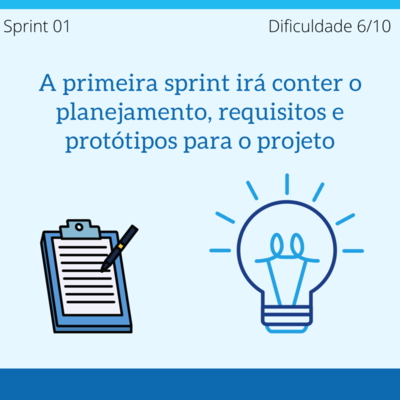 Sprint 01
Dificuldade 6/10
A primeira sprint irá conter o
planejamento, requisitos e
protótipos para o projeto